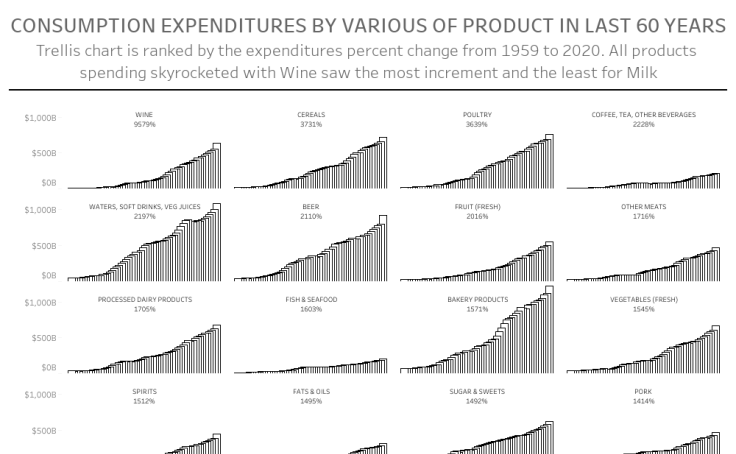 CONSUMPTION EXPENDITURES BY VARIOUS OF PRODUCT IN LAST 60 YEARS
Trellis chart is ranked by the expenditures percent change from 1959 to 2020. All products
spending skyrocketed with Wine saw the most increment and the least for Milk
$1,000B
$500B
$0B
WINE
9579%
CEREALS
3731%
POULTRY
3639%
COFFEE, TEA, OTHER BEVERAGES
2228%
$1,000B
$500B
$0B
WATERS, SOFT DRINKS, VEG JUICES
2197%
BEER
2110%
FRUIT (FRESH)
2016%
OTHER MEATS
1716%
$1,000B
$500B
$0B
PROCESSED DAIRY PRODUCTS
1705%
FISH & SEAFOOD
1603%
BAKERY PRODUCTS
1571%
VEGETABLES (FRESH)
1545%
$1,000B
$500B
SPIRITS
1512%
FATS & OILS
1495%
SUGAR & SWEETS
1492%
PORK
1414%